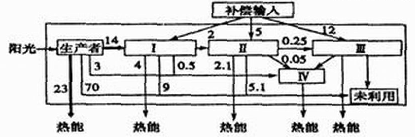 补偿输入
阳光 生产者 14 I 2 II 5 0.25 12 III
3 4 0.5 2.1 0.05 IV
23 70 9 5.1 未利用
热能 热能 热能 热能 热能